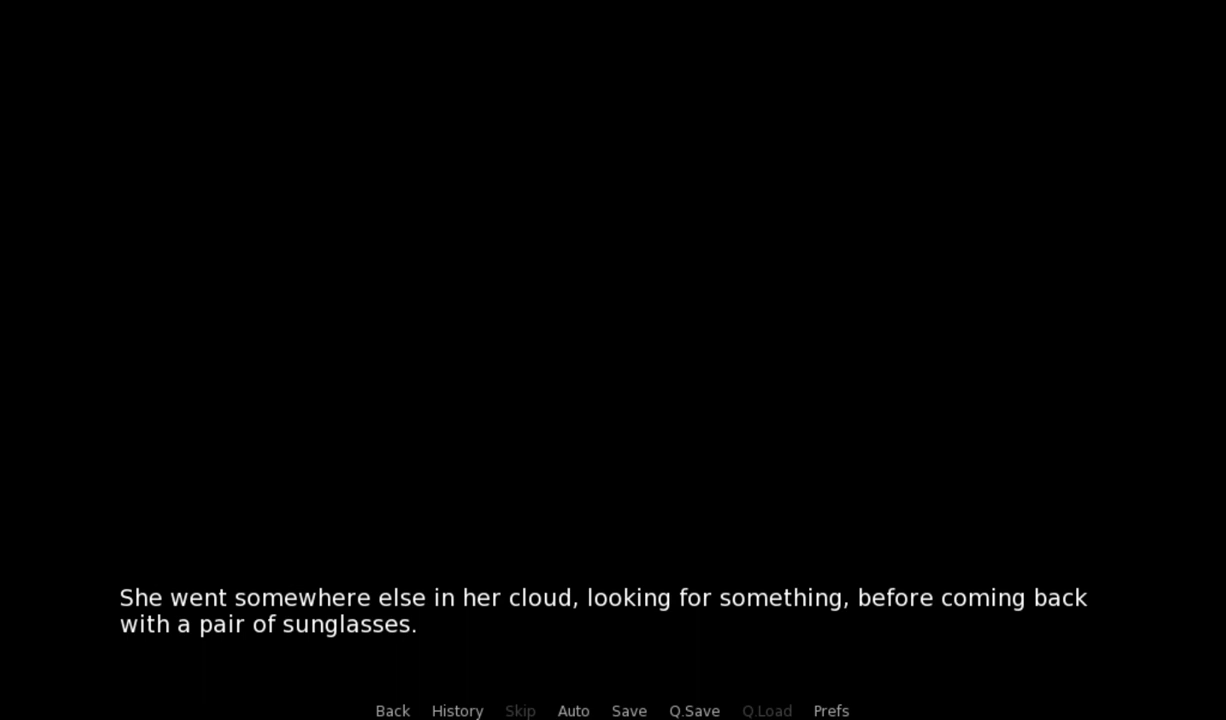 She went somewhere else in her cloud, looking for something, before coming back
with a pair of sunglasses.
Back History Skip Auto Save Q.Save Q.Load Prefs